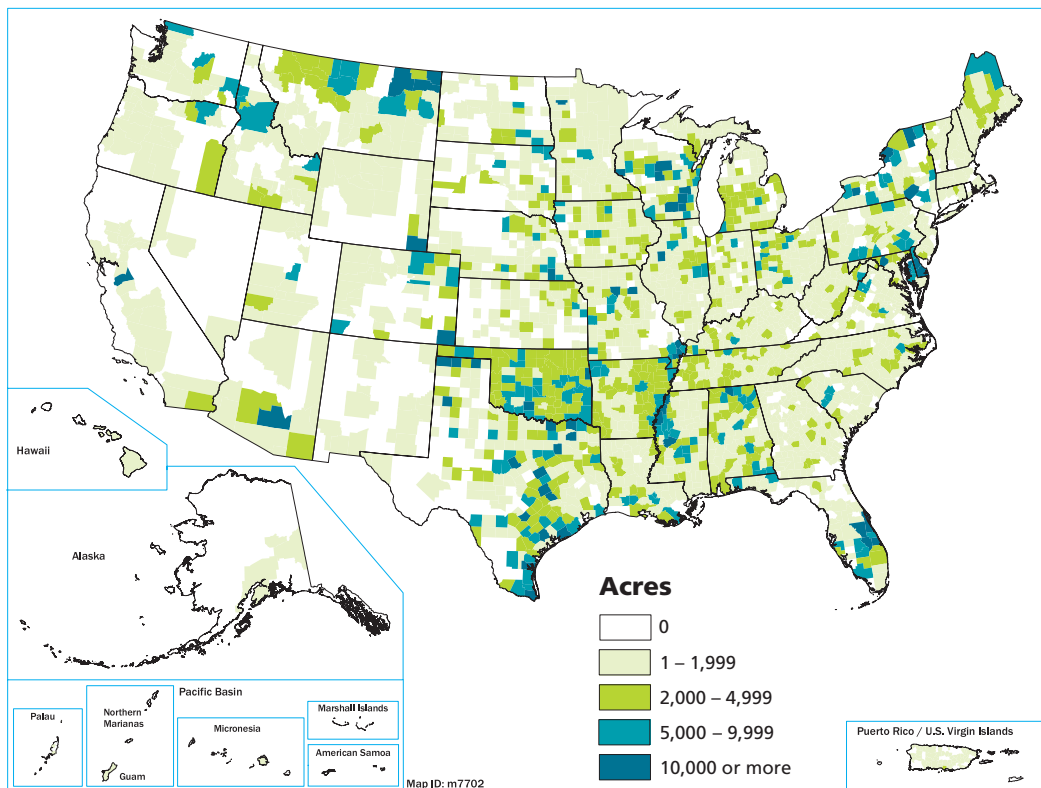 Hawaii
Alaska
Pacific Basin
Palau
Northern
Marianas
Guam
Micronesia
Marshall Islands
American Samoa
Map ID: m7702
Acres
0
1 – 1,999
2,000 – 4,999
5,000 – 9,999
10,000 or more
Puerto Rico / U.S. Virgin Islands